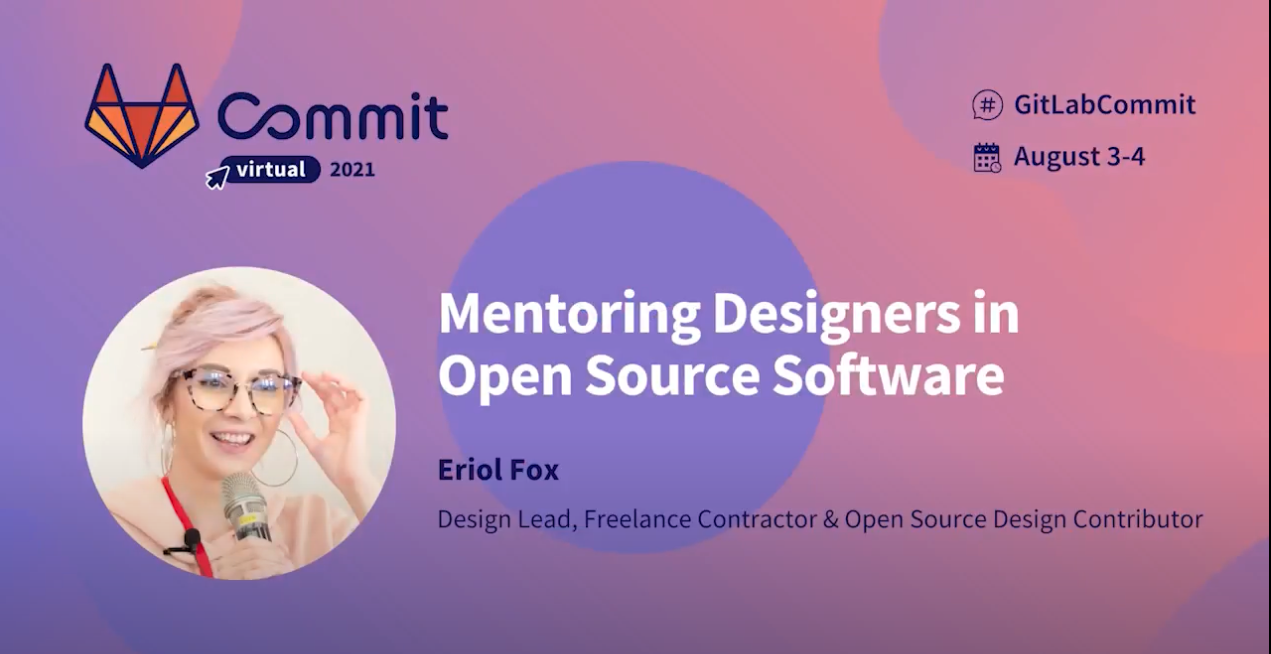 Commit
virtual 2021
# GitLabCommit
August 3-4
Mentoring Designers in
Open Source Software
Eriol Fox
Design Lead, Freelance Contractor & Open Source Design Contributor